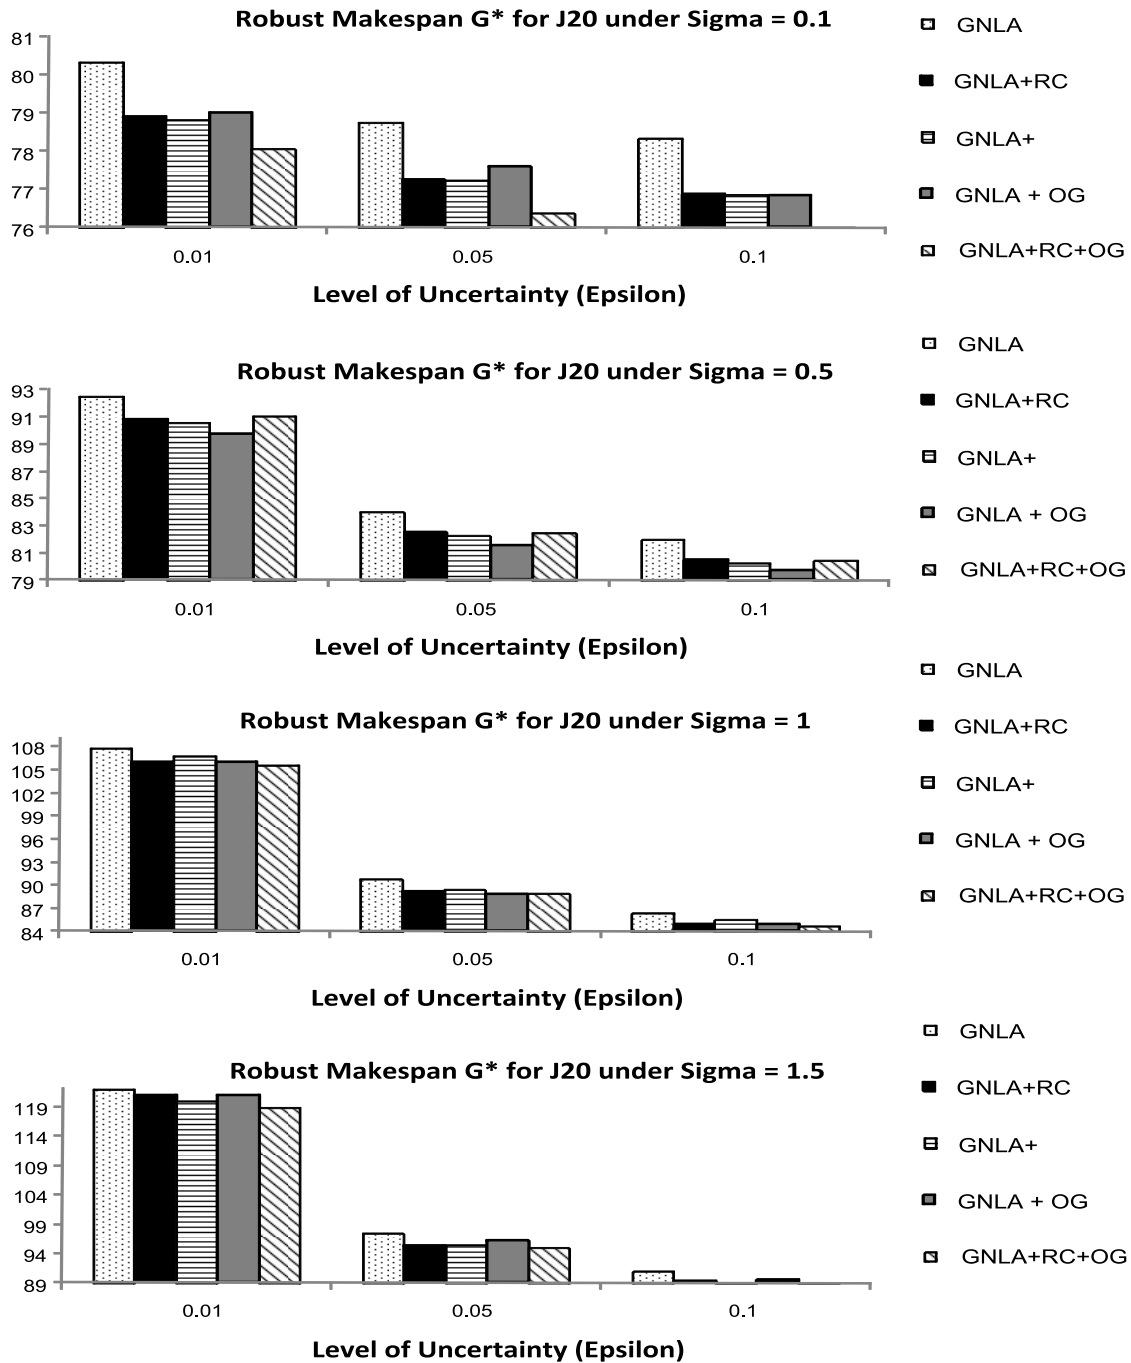 Robust Makespan G* for J20 under Sigma = 0.1
81
80
79
78
77
76
0.01 0.05 0.1
Level of Uncertainty (Epsilon)
GNLA
GNLA+RC
GNLA+
GNLA + OG
GNLA+RC+OG
Robust Makespan G* for J20 under Sigma = 0.5
93
91
89
87
85
83
81
79
0.01 0.05 0.1
Level of Uncertainty (Epsilon)
GNLA
GNLA+RC
GNLA+
GNLA + OG
GNLA+RC+OG
Robust Makespan G* for J20 under Sigma = 1
108
105
102
99
96
93
90
87
84
0.01 0.05 0.1
Level of Uncertainty (Epsilon)
GNLA
GNLA+RC
GNLA+
GNLA + OG
GNLA+RC+OG
Robust Makespan G* for J20 under Sigma = 1.5
119
114
109
104
99
94
89
0.01 0.05 0.1
Level of Uncertainty (Epsilon)
GNLA
GNLA+RC
GNLA+
GNLA + OG
GNLA+RC+OG